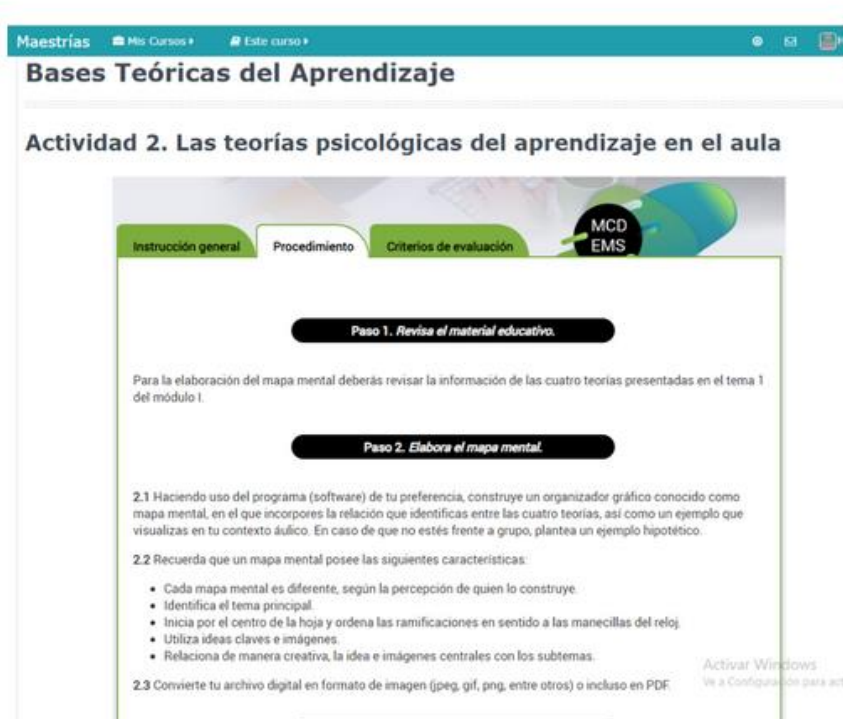 Maestrías Mis Cursos Este curso
Bases Teóricas del Aprendizaje
Actividad 2. Las teorías psicológicas del aprendizaje en el aula
MCD
EMS
Instrucción general Procedimiento Criterios de evaluación
Paso 1. Revisa el material educativo.
Para la elaboración del mapa mental deberás revisar la información de las cuatro teorías presentadas en el tema 1
del módulo I.
Paso 2. Elabora el mapa mental.
2.1 Haciendo uso del programa (software) de tu preferencia, construye un organizador gráfico conocido como
mapa mental, en el que incorpores la relación que identificas entre las cuatro teorías, así como un ejemplo que
visualizas en tu contexto áulico. En caso de que no estés frente a grupo, plantea un ejemplo hipotético.
2.2 Recuerda que un mapa mental posee las siguientes características:
• Cada mapa mental es diferente, según la percepción de quien lo construye.
• Identifica el tema principal.
• Inicia por el centro de la hoja y ordena las ramificaciones en sentido a las manecillas del reloj.
• Utiliza ideas claves e imágenes.
• Relaciona de manera creativa, la idea e imágenes centrales con los subtemas.
2.3 Convierte tu archivo digital en formato de imagen (jpeg, gif, png, entre otros) o incluso en PDF.
Activar Windows
Ve a Configuración para act